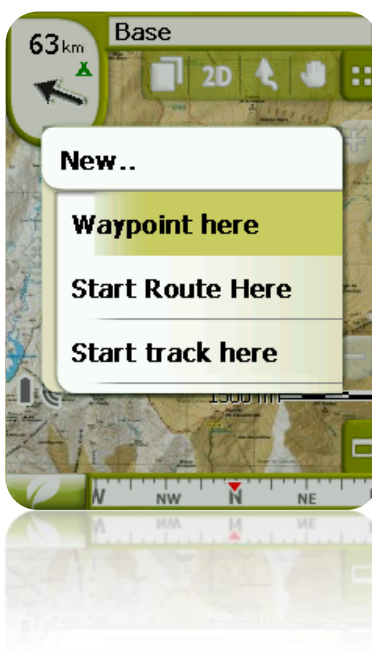 Base
63km
2D
New..
Waypoint here
Start Route Here
Start track here
W NW N NE